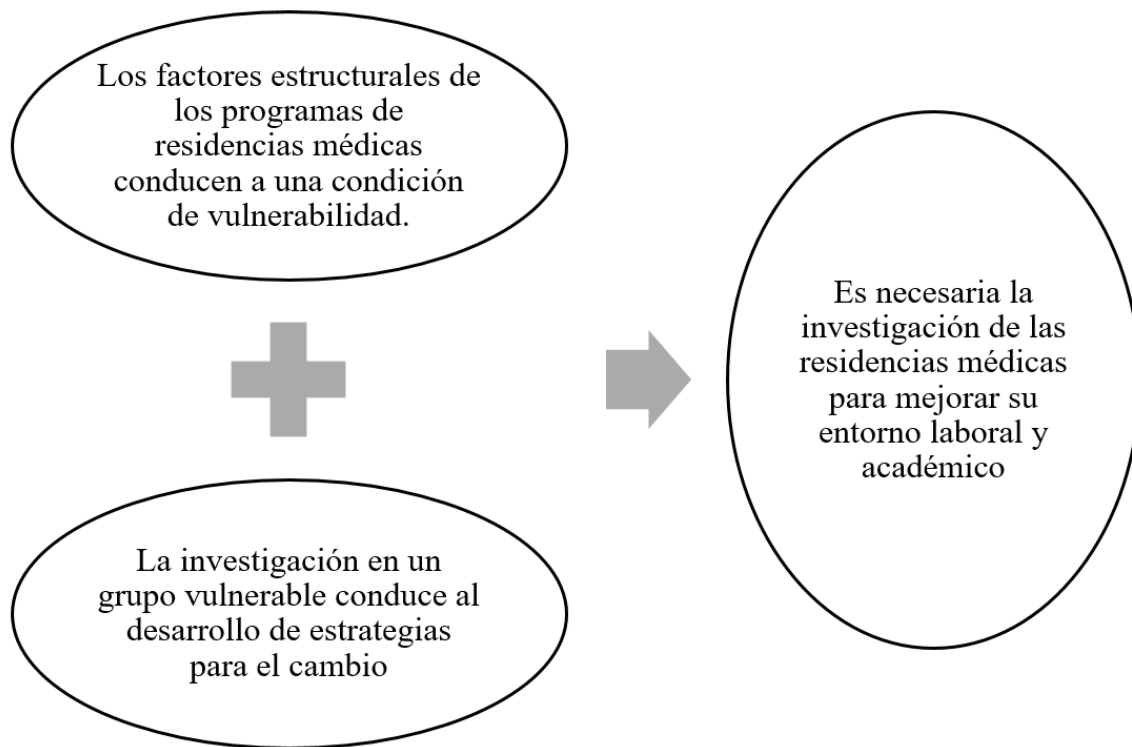 Los factores estructurales de
los programas de
residencias médicas
conducen a una condición
de vulnerabilidad.
La investigación en un
grupo vulnerable conduce al
desarrollo de estrategias
para el cambio
Es necesaria la
investigación de las
residencias médicas
para mejorar su
entorno laboral y
académico